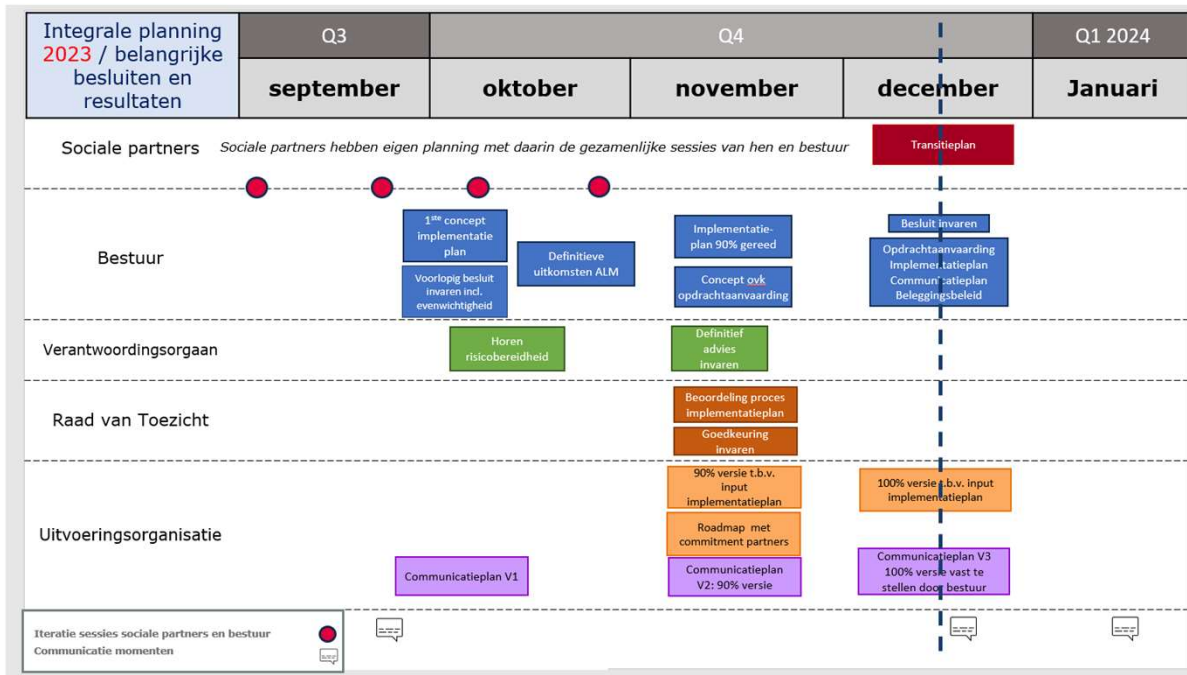 Integrale planning
2023 / belangrijke
besluiten en
resultaten
Q3
Q4
Q1 2024
september
oktober
november
december
Januari
Sociale partners
Sociale partners hebben eigen planning met daarin de gezamenlijke sessies van hen en bestuur
Transitieplan
Bestuur
1ste concept
implementatie
plan
Voorlopig besluit
invaren incl.
evenwichtigheid
Definitieve
uitkomsten ALM
Implementatie-
plan 90% gereed
Concept ovk
opdrachtaanvaarding
Besluit invaren
Opdrachtaanvaarding
Implementatieplan
Communicatieplan
Beleggingsbeleid
Verantwoordingsorgaan
Horen
risicobereidheid
Definitief
advies
invaren
Raad van Toezicht
Beoordeling proces
implementatieplan
Goedkeuring
invaren
Uitvoeringsorganisatie
90% versie t.b.v.
input
implementatieplan
100% versie t.b.v. input
implementatieplan
Roadmap met
commitment partners
Communicatieplan V1
Communicatieplan
V2: 90% versie
Communicatieplan V3
100% versie vast te
stellen door bestuur
Iteratie sessies sociale partners en bestuur
Communicatie momenten